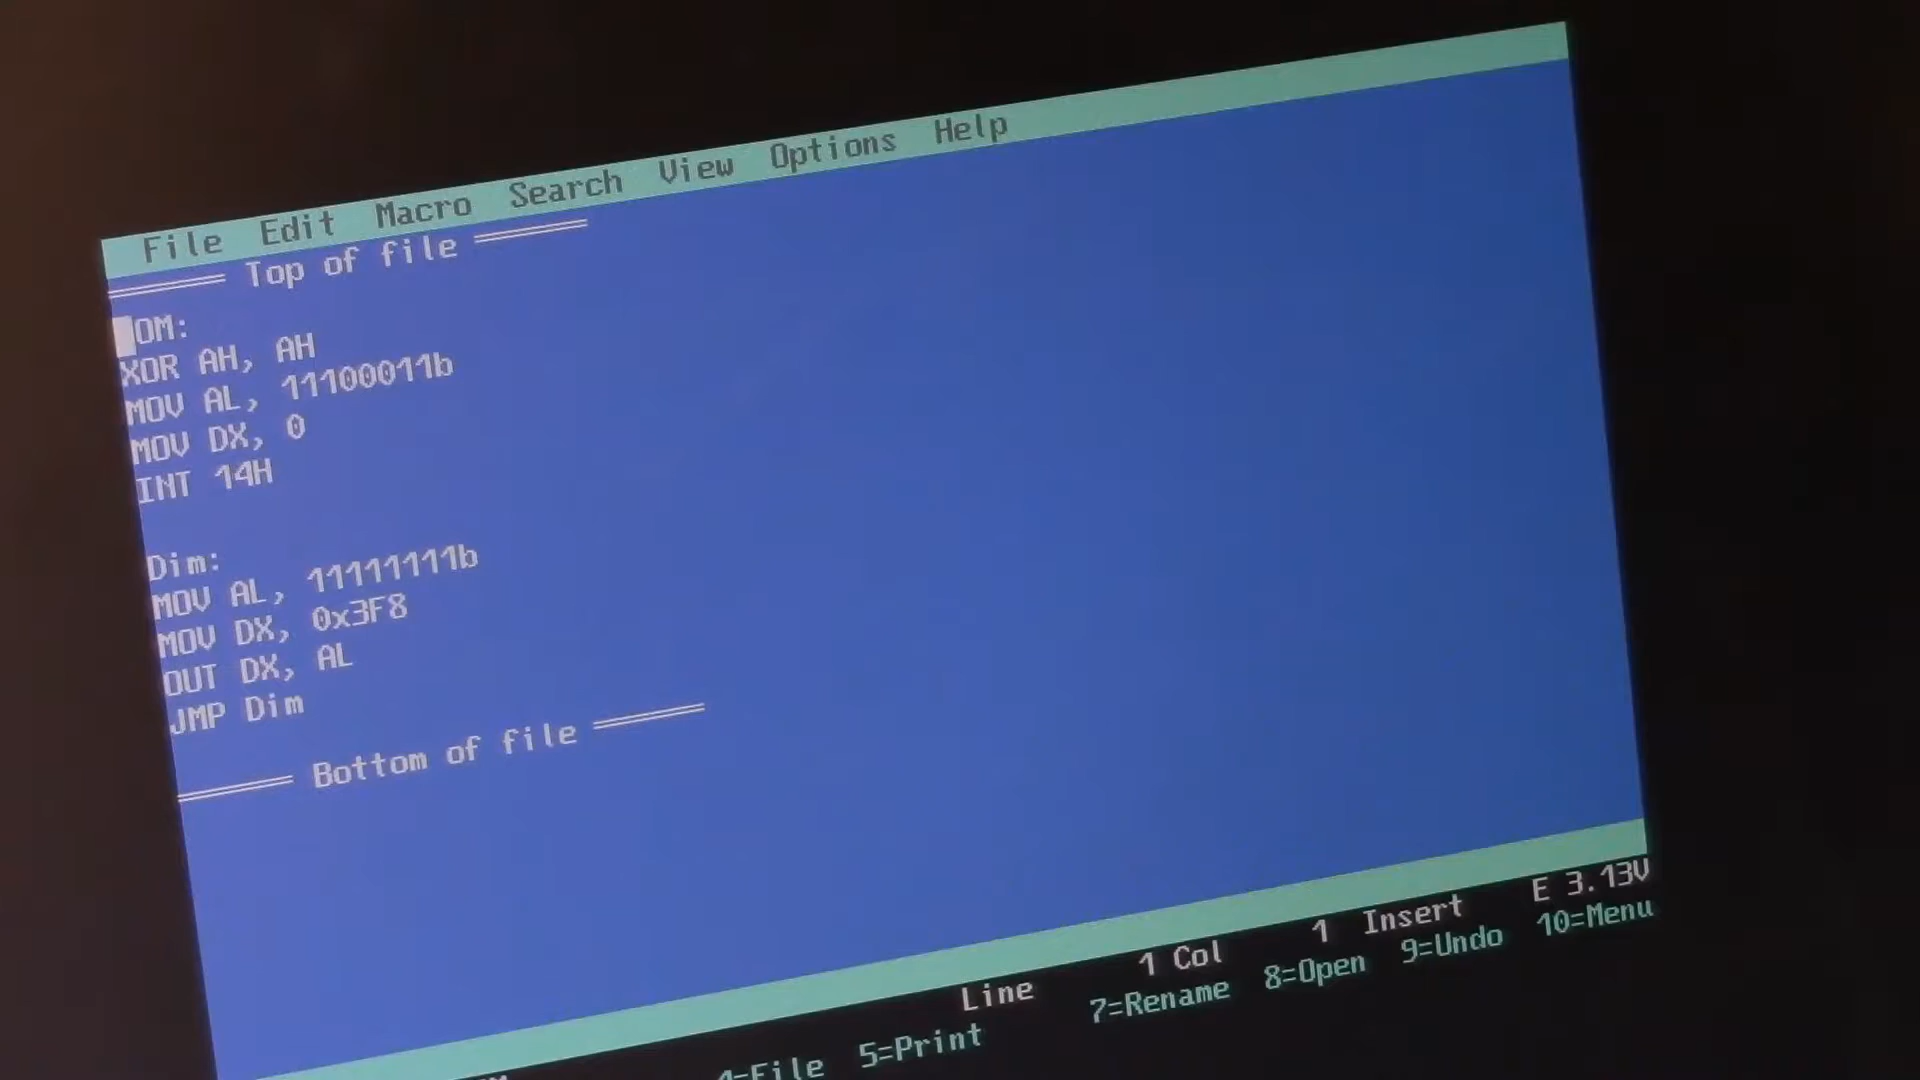 File Edit Macro Search View Options Help
Top of file
OM:
XOR AH, AH
MOV AL, 11100011b
MOV DX, 0
INT 14H
Dim:
MOV AL, 11111111b
MOV DX, 0x3F8
OUT DX, AL
JMP Dim
Bottom of file
Line 1 Col 1 Insert E 3.13V
4=File 5=Print 7=Rename 8=Open 9=Undo 10=Menu